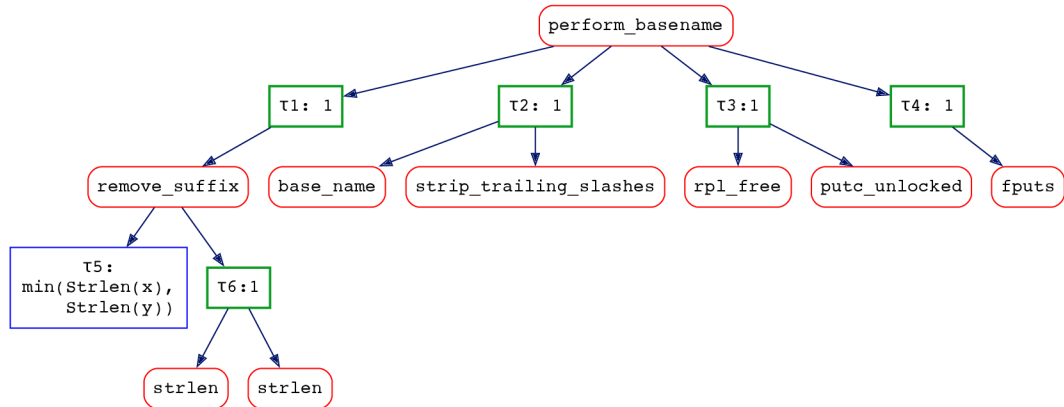 perform_basename
τ1: 1
τ2: 1
τ3:1
τ4: 1
remove_suffix
base_name
strip_trailing_slashes
rpl_free
putc_unlocked
fputs
τ5:
min(Strlen(x),
Strlen(y))
τ6:1
strlen
strlen